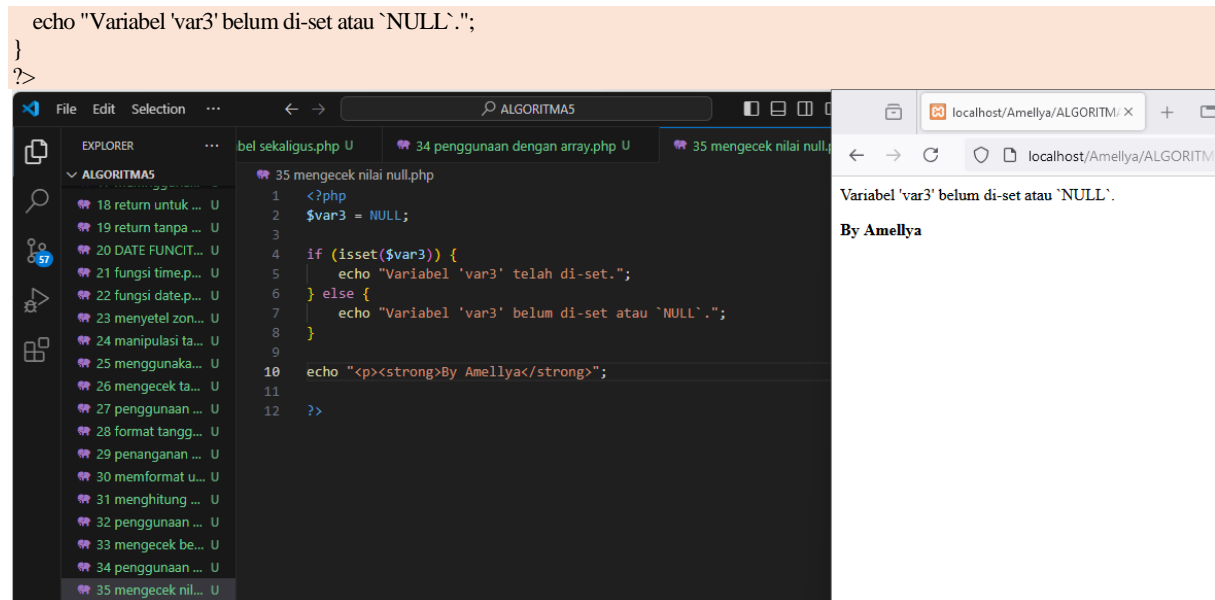 echo "Variabel 'var3' belum di-set atau `NULL`.";
}
?>
File Edit Selection ··· ALGORITMA5
EXPLORER ···
ALGORITMA5
18 return untuk ... U
19 return tanpa ... U
20 DATE FUNCIT... U
21 fungsi time.p... U
22 fungsi date.p... U
23 menyetel zon... U
24 manipulasi ta... U
25 menggunaka... U
26 mengecek ta... U
27 penggunaan ... U
28 format tangg... U
29 penanganan ... U
30 memformat u... U
31 menghitung ... U
32 penggunaan ... U
33 mengecek be... U
34 penggunaan ... U
35 mengecek nil... U
57
bel sekaligus.php U 34 penggunaan dengan array.php U 35 mengecek nilai null.p
35 mengecek nilai null.php
1 <?php
2 $var3 = NULL;
3
4 if (isset($var3)) {
5 echo "Variabel 'var3' telah di-set.";
6 } else {
7 echo "Variabel 'var3' belum di-set atau `NULL`.";
8 }
9
10 echo "<p><strong>By Amellya</strong>";
11
12 ?>
localhost/Amellya/ALGORITM
localhost/Amellya/ALGORITM
Variabel 'var3' belum di-set atau `NULL`.
By Amellya